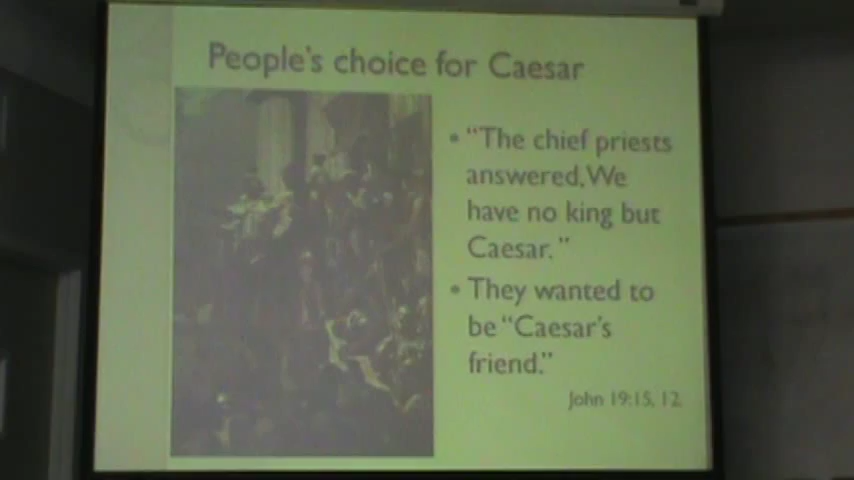 People's choice for Caesar
• "The chief priests
answered, We
have no king but
Caesar."
• They wanted to
be "Caesar's
friend."
John 19:15, 12